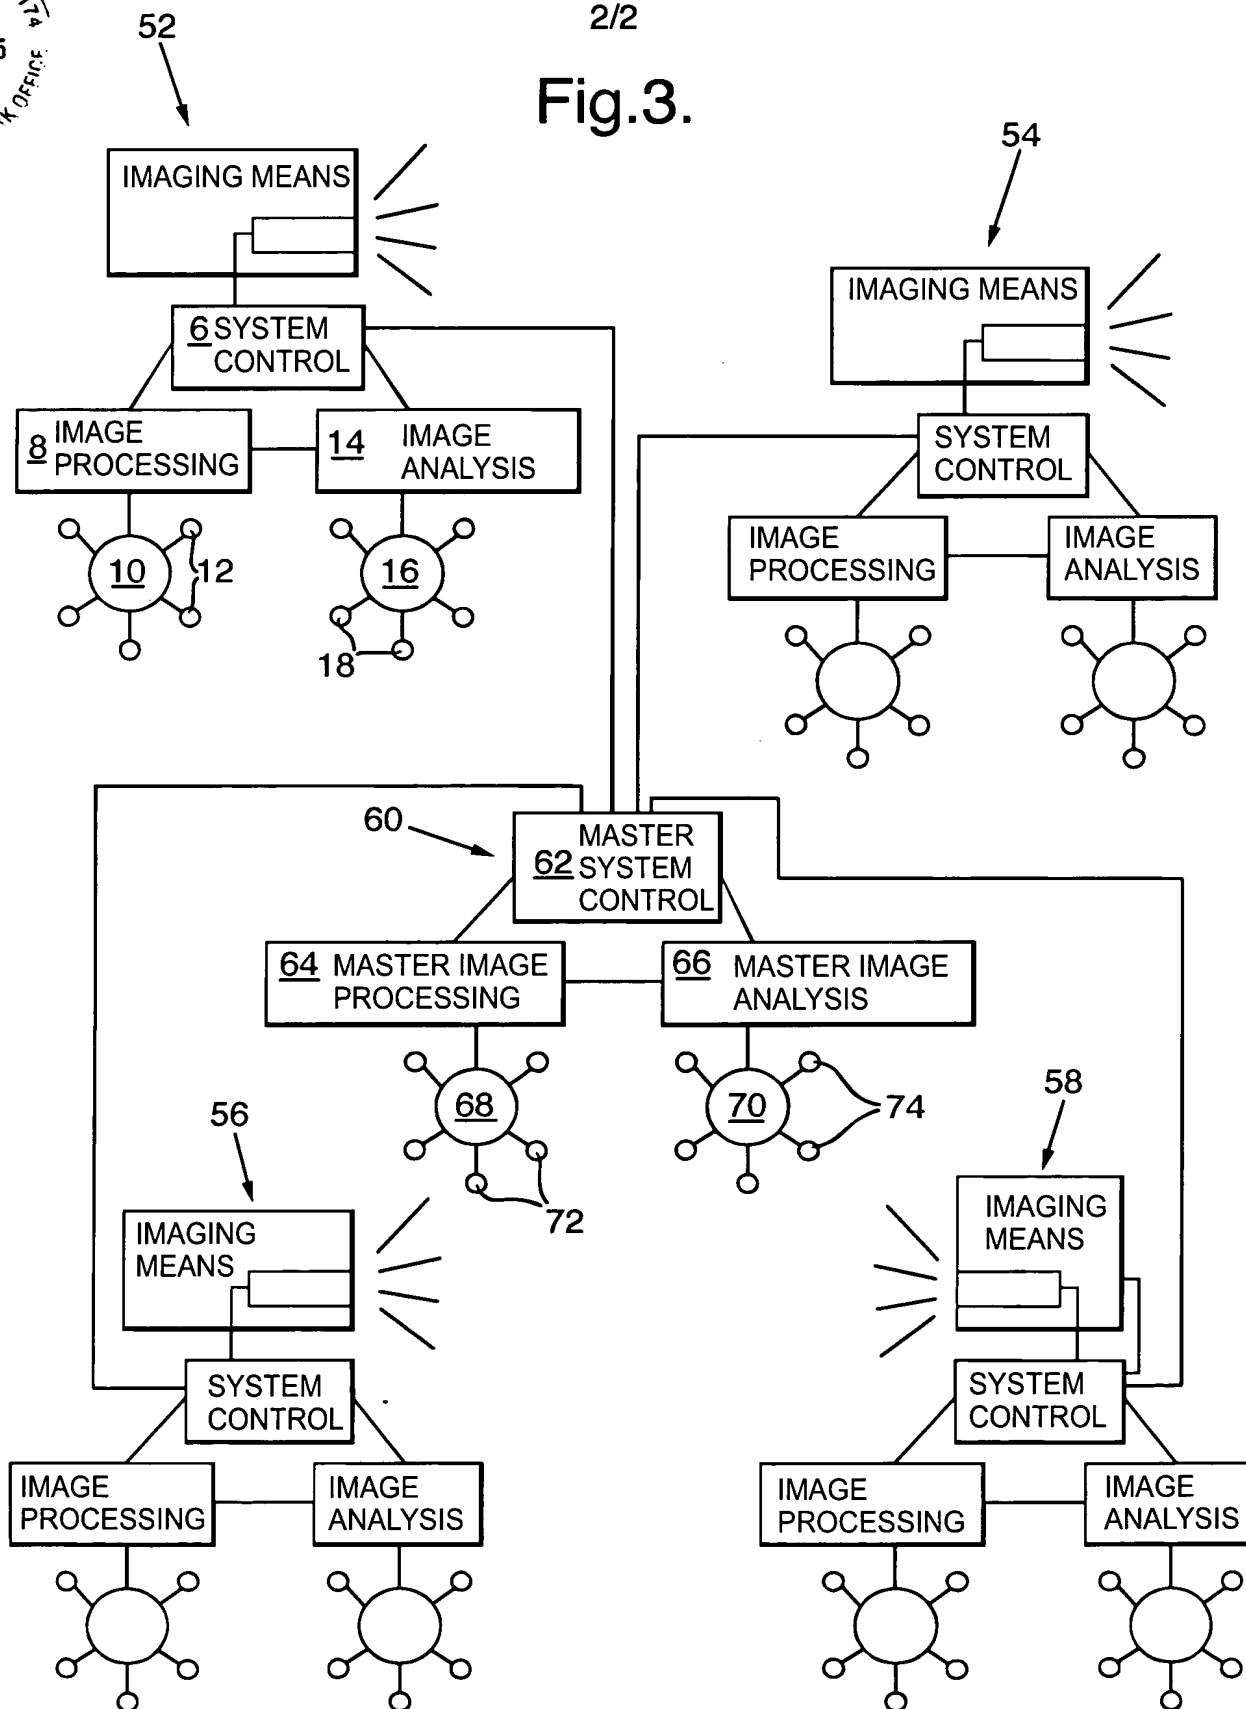 2/2
Fig.3.
52
IMAGING MEANS
6 SYSTEM
CONTROL
8 IMAGE
PROCESSING
14 IMAGE
ANALYSIS
10
12
16
18
54
IMAGING MEANS
SYSTEM
CONTROL
IMAGE
PROCESSING
IMAGE
ANALYSIS
60
MASTER
62 SYSTEM
CONTROL
64 MASTER IMAGE
PROCESSING
66 MASTER IMAGE
ANALYSIS
68
72
70
74
56
IMAGING
MEANS
SYSTEM
CONTROL
IMAGE
PROCESSING
IMAGE
ANALYSIS
58
IMAGING
MEANS
SYSTEM
CONTROL
IMAGE
PROCESSING
IMAGE
ANALYSIS